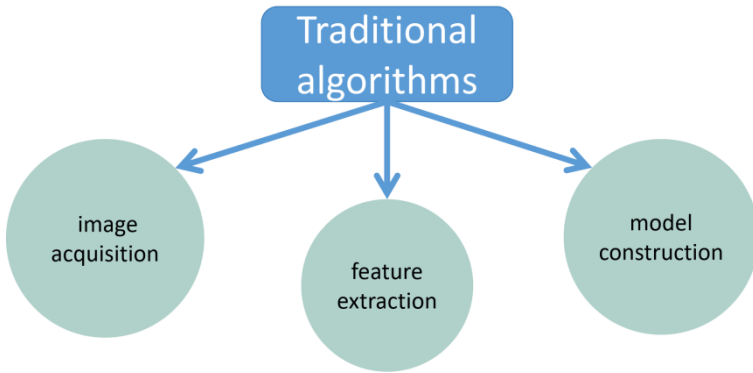 Traditional
algorithms
image
acquisition
feature
extraction
model
construction